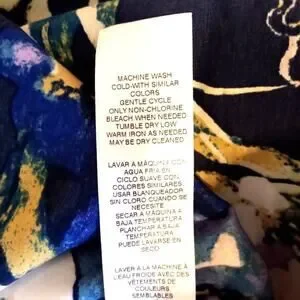 MACHINE WASH
COLD-WITH SIMILAR
COLORS
GENTLE CYCLE
ONLY NON-CHLORINE
BLEACH WHEN NEEDED
TUMBLE DRY LOW
WARM IRON AS NEEDED
MAY BE DRY CLEANED
LAVAR A MÁQUINA CON
AGUA FRIA EN
CICLO SUAVE CON
COLORES SIMILARES.
USAR BLANQUEADOR
SIN CLORO CUANDO SE
NECESITE
SECAR A MÁQUINA A
BAJA TEMPERATURA
PLANCHAR A BAJA
TEMPERATURA
PUEDE LAVARSE EN
SECO
LAVER À LA MACHINE À
L'EAU FROIDE AVEC DES
VÊTEMENTS DE
COULEURS
SEMBLABLES